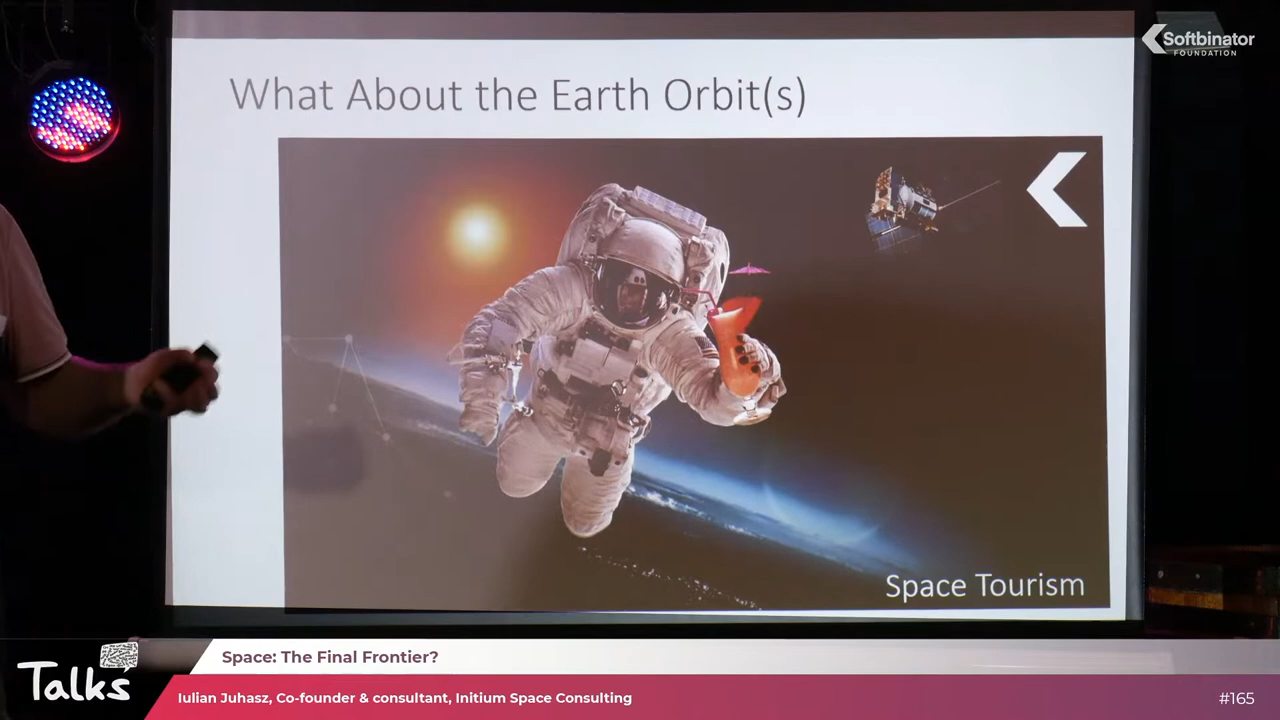 Softbinator
FOUNDATION
What About the Earth Orbit(s)
Space Tourism
Talks
Space: The Final Frontier?
Iulian Juhasz, Co-founder & consultant, Initium Space Consulting
#165